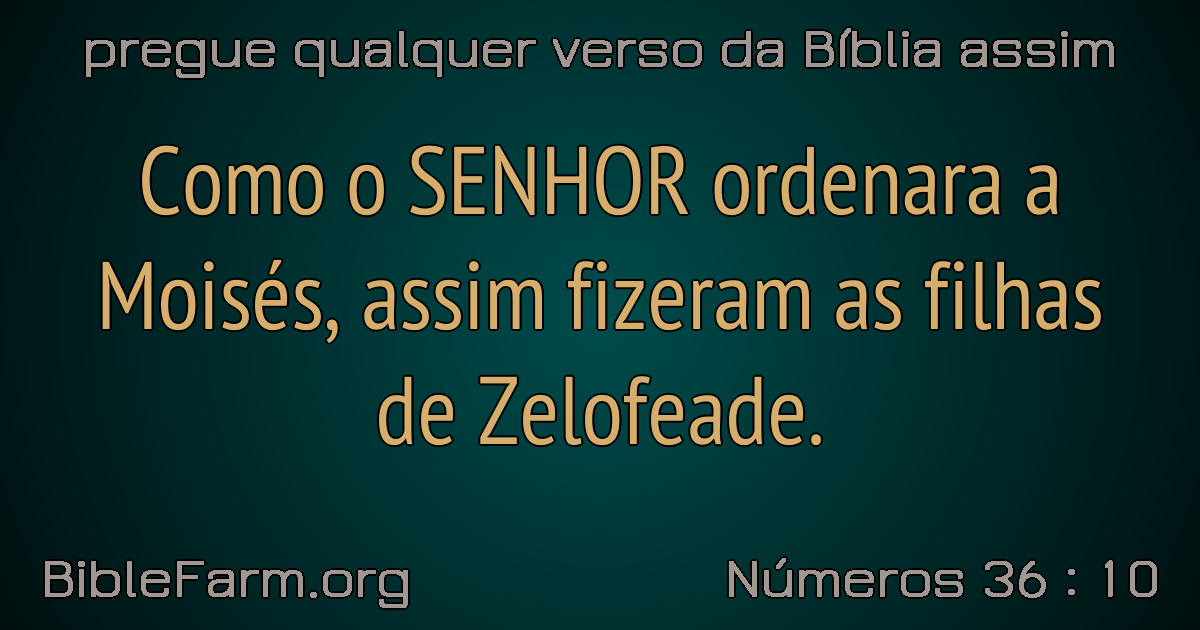 pregue qualquer verso da Bíblia assim
Como o SENHOR ordenara a
Moisés, assim fizeram as filhas
de Zelofeade.
BibleFarm.org
Números 36 : 10